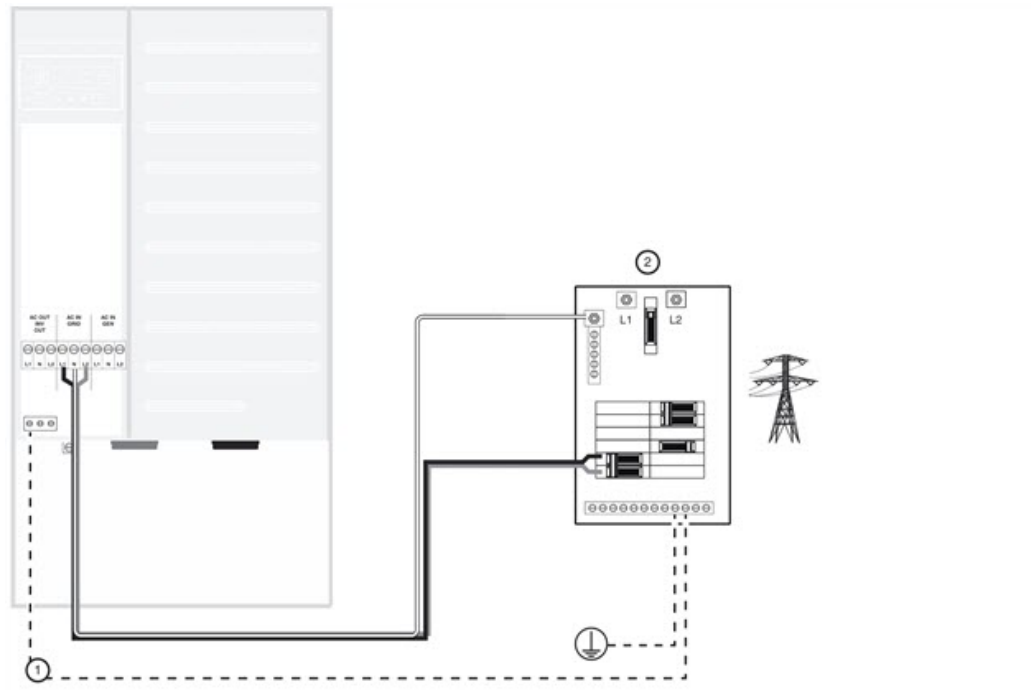 2
L1 L2
AC OUT INV OUT
AC IN GRID
AC IN GEN
L1 N L2 L1 N L2 L1 N L2
1